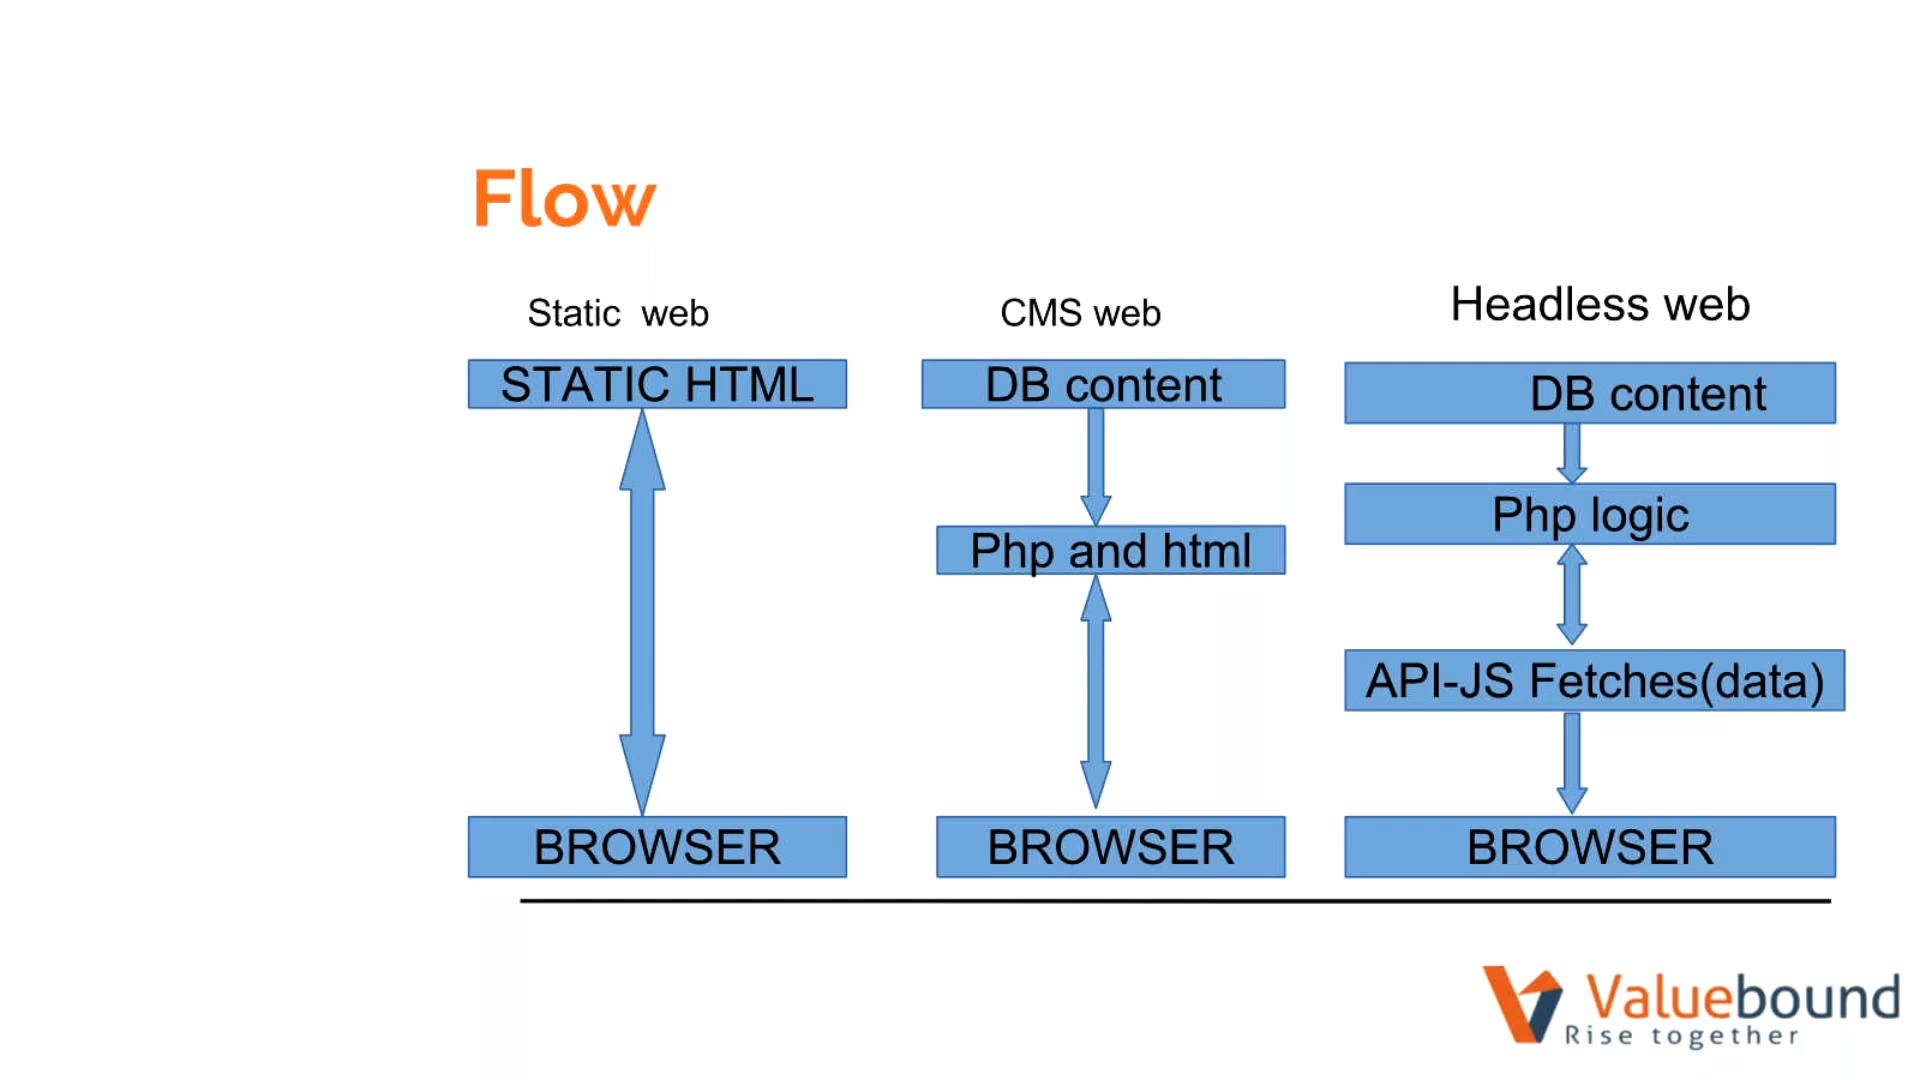 Flow
Static  web
STATIC HTML
BROWSER
CMS web
DB content
Php and html
BROWSER
Headless web
DB content
Php logic
API-JS Fetches(data)
BROWSER
Valuebound
Rise together